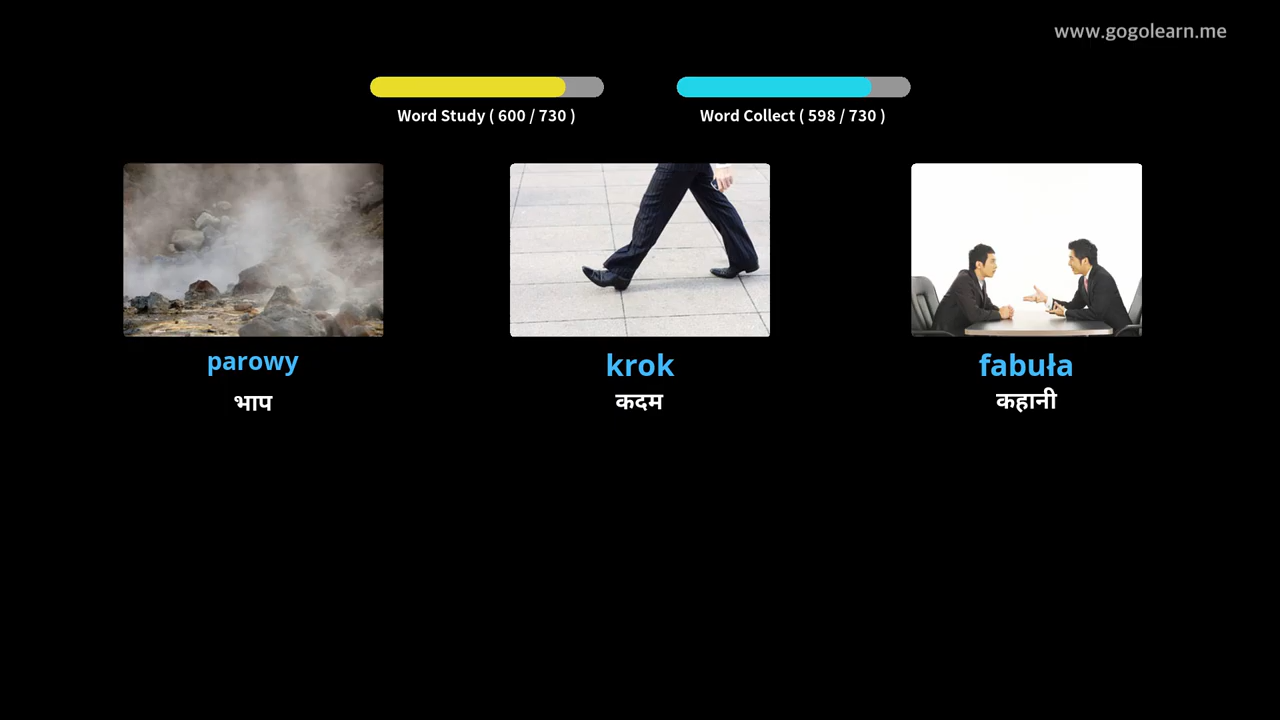 www.gogolearn.me
Word Study ( 600 / 730 )
Word Collect ( 598 / 730 )
parowy
krok
fabuła
भाप
कदम
कहानी